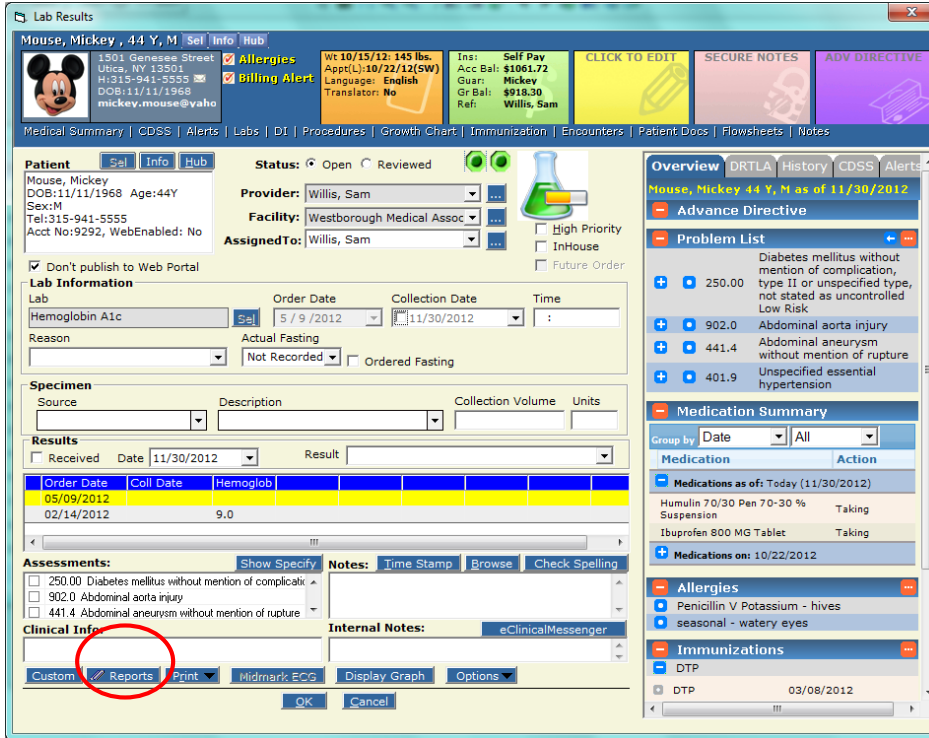 Lab Results
Mouse, Mickey , 44 Y, M Sel Info Hub
1501 Genesee Street
Utica, NY 13501
H:315-941-5555
DOB:11/11/1968
mickey.mouse@yaho
Allergies
Billing Alert
Wt 10/15/12: 145 lbs.
Appt(L):10/22/12(SW)
Language: English
Translator: No
Ins: Self Pay
Acc Bal: $1061.72
Guar: Mickey
Gr Bal: $918.30
Ref: Willis, Sam
CLICK TO EDIT
SECURE NOTES
ADV DIRECTIVE
Medical Summary | CDSS | Alerts | Labs | DI | Procedures | Growth Chart | Immunization | Encounters | Patient Docs | Flowsheets | Notes
Patient Sel Info Hub
Mouse, Mickey
DOB:11/11/1968 Age:44Y
Sex:M
Tel:315-941-5555
Acct No:9292, WebEnabled: No
Don't publish to Web Portal
Status: Open Reviewed
Provider: Willis, Sam ...
Facility: Westborough Medical Assoc ...
AssignedTo: Willis, Sam ...
High Priority
InHouse
Future Order
Lab Information
Lab Order Date Collection Date Time
Hemoglobin A1c Sel 5 / 9 /2012 11/30/2012 :
Reason Actual Fasting
Not Recorded Ordered Fasting
Specimen
Source Description Collection Volume Units
Results
Received Date 11/30/2012 Result
Order Date Coll Date Hemoglob
05/09/2012
02/14/2012 9.0
Assessments: Show Specify
250.00 Diabetes mellitus without mention of complicatic
902.0 Abdominal aorta injury
441.4 Abdominal aneurysm without mention of rupture
Notes: Time Stamp Browse Check Spelling
Clinical Info:
Internal Notes: eClinicalMessenger
Custom Reports Print Midmark ECG Display Graph Options
OK Cancel
Overview DRTLA History CDSS Alerts
Mouse, Mickey 44 Y, M as of 11/30/2012
Advance Directive
Problem List
250.00 Diabetes mellitus without
mention of complication,
type II or unspecified type,
not stated as uncontrolled
Low Risk
902.0 Abdominal aorta injury
441.4 Abdominal aneurysm
without mention of rupture
401.9 Unspecified essential
hypertension
Medication Summary
Group by Date All
Medication Action
Medications as of: Today (11/30/2012)
Humulin 70/30 Pen 70-30 %
Suspension Taking
Ibuprofen 800 MG Tablet Taking
Medications on: 10/22/2012
Allergies
Penicillin V Potassium - hives
seasonal - watery eyes
Immunizations
DTP
DTP 03/08/2012